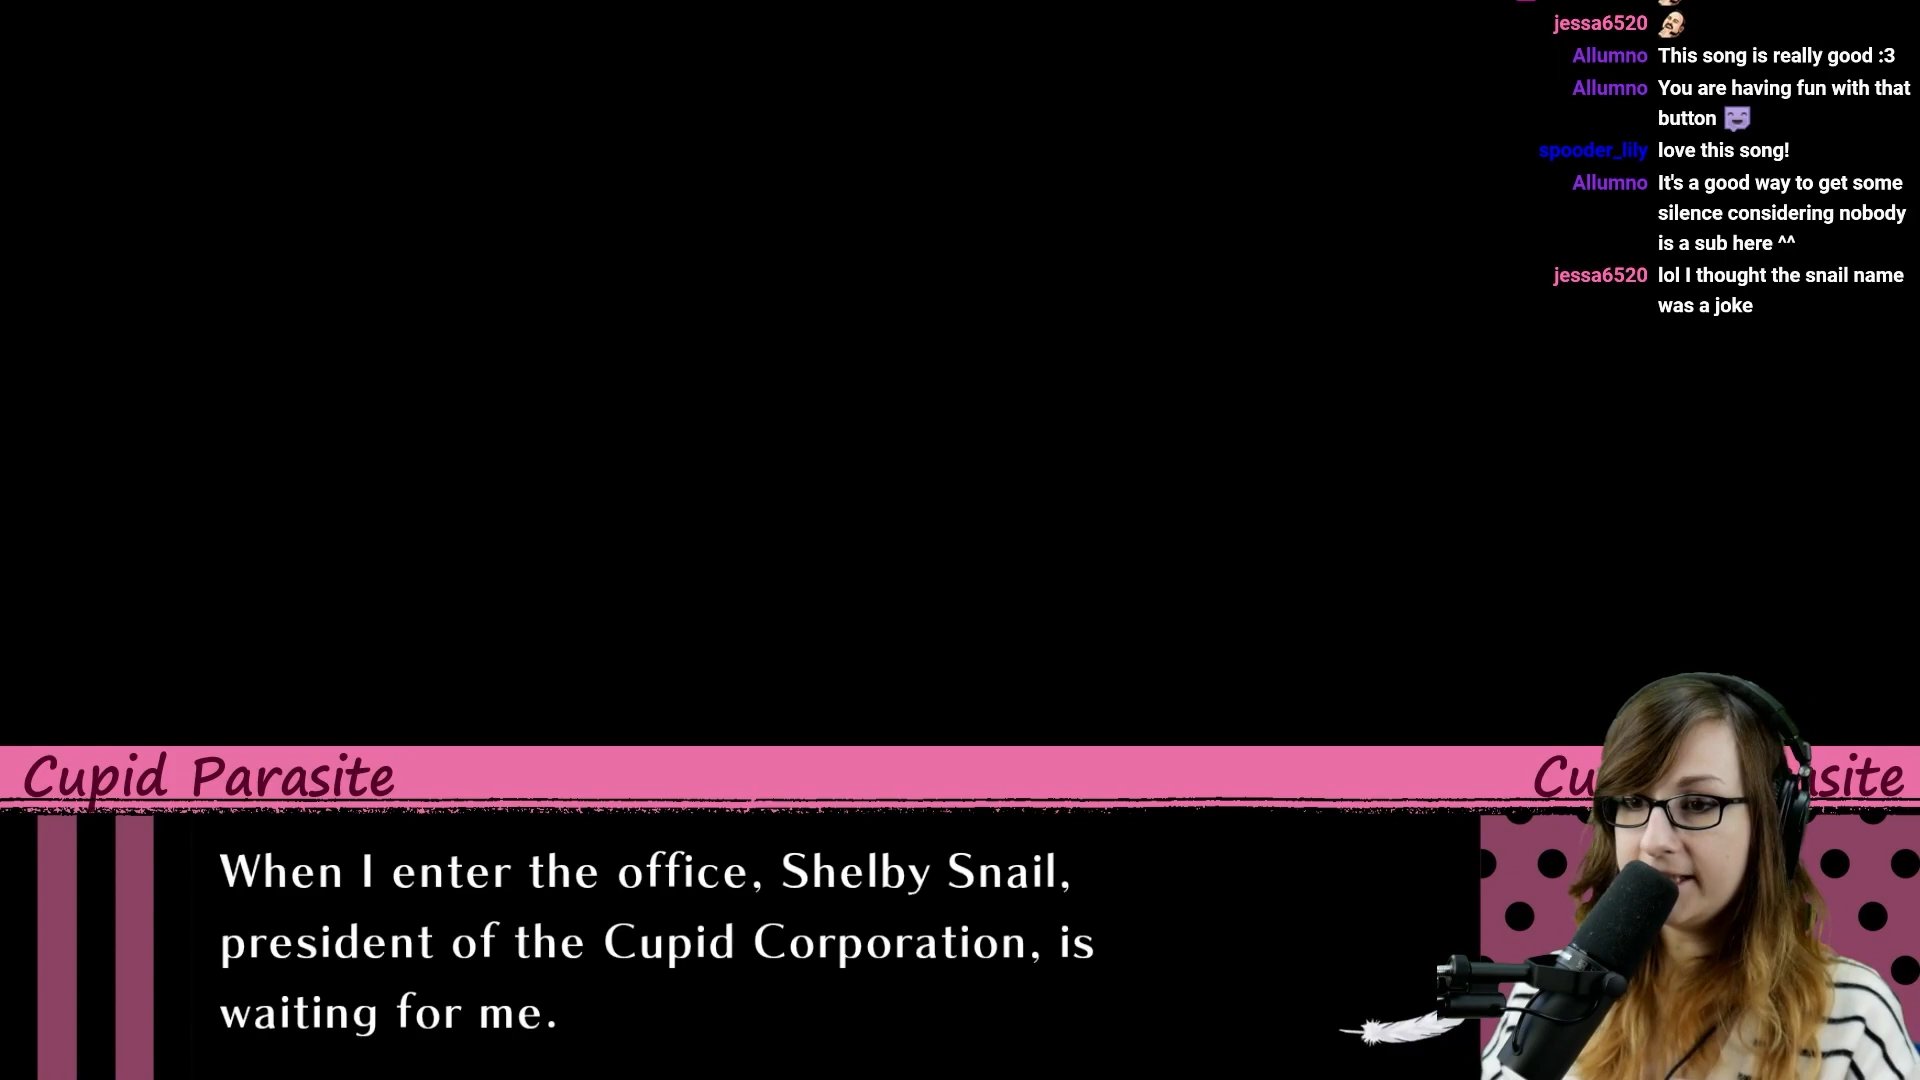 jessa6520
Allumno This song is really good :3
Allumno You are having fun with that
button
spooder_lily love this song!
Allumno It's a good way to get some
silence considering nobody
is a sub here ^^
jessa6520 lol I thought the snail name
was a joke
Cupid Parasite
Cu asite
When I enter the office, Shelby Snail,
president of the Cupid Corporation, is
waiting for me.